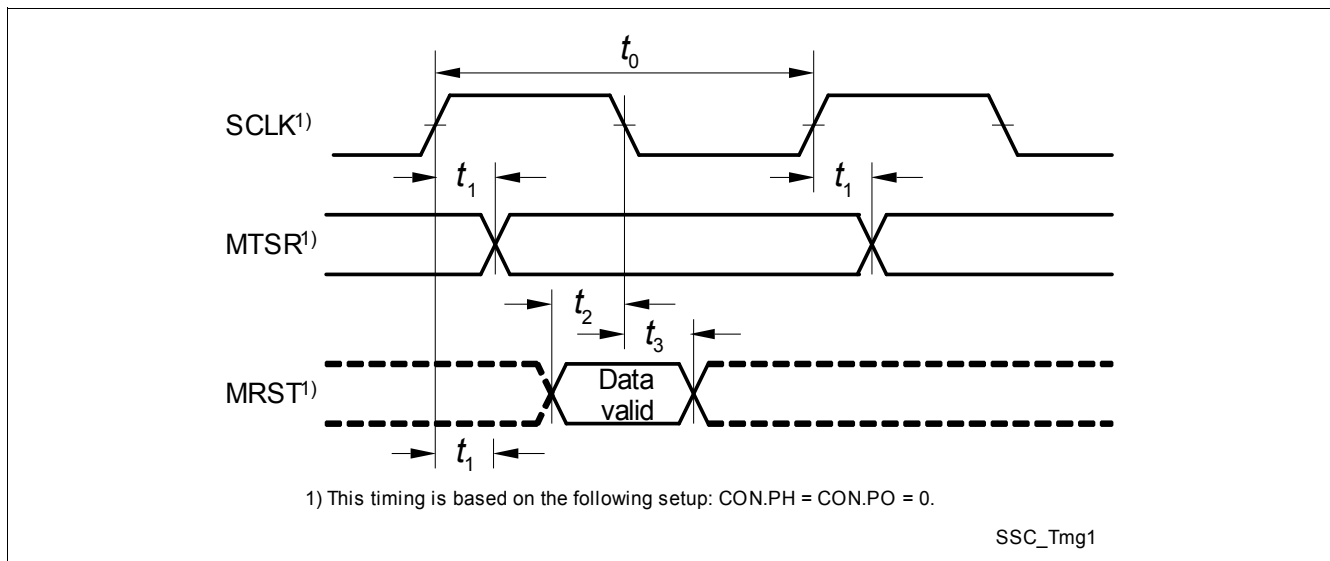 t0
SCLK1)
t1 t1
MTSR1)
t2
t3
MRST1) Data valid
t1
1) This timing is based on the following setup: CON.PH = CON.PO = 0.
SSC_Tmg1